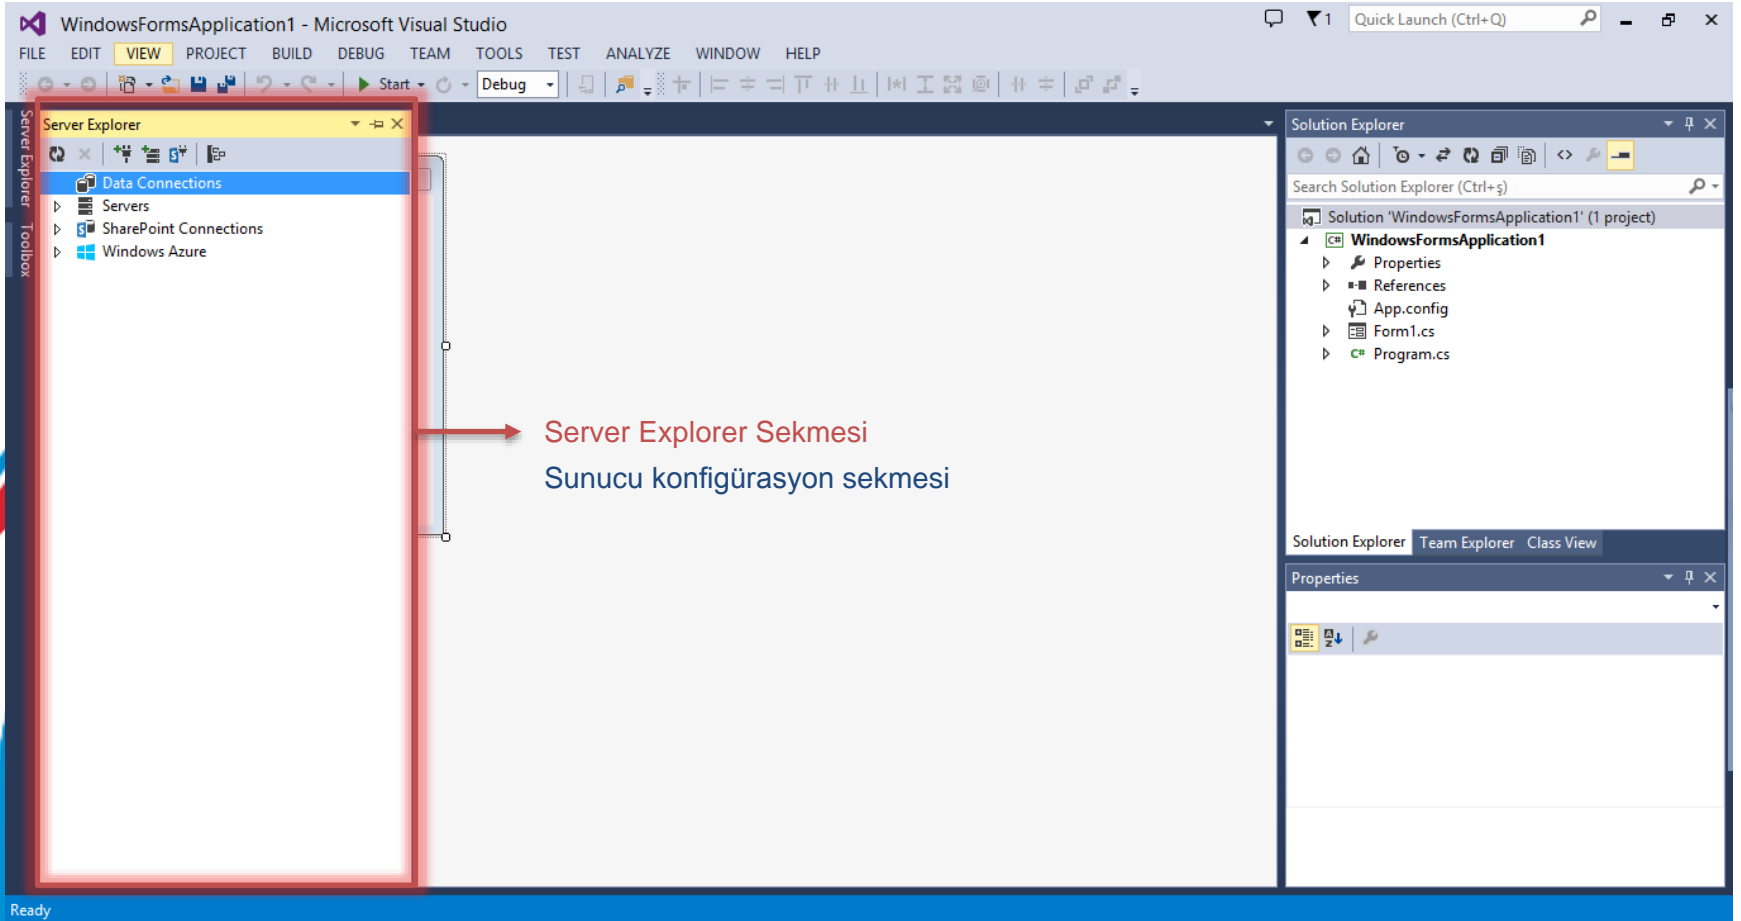 WindowsFormsApplication1 - Microsoft Visual Studio
1
Quick Launch (Ctrl+Q)
FILE EDIT VIEW PROJECT BUILD DEBUG TEAM TOOLS TEST ANALYZE WINDOW HELP
Start
Debug
Server Explorer
Toolbox
Server Explorer
Data Connections
Servers
SharePoint Connections
Windows Azure
Server Explorer Sekmesi
Sunucu konfigürasyon sekmesi
Solution Explorer
Search Solution Explorer (Ctrl+ş)
Solution 'WindowsFormsApplication1' (1 project)
WindowsFormsApplication1
Properties
References
App.config
Form1.cs
C# Program.cs
Solution Explorer Team Explorer Class View
Properties
Ready